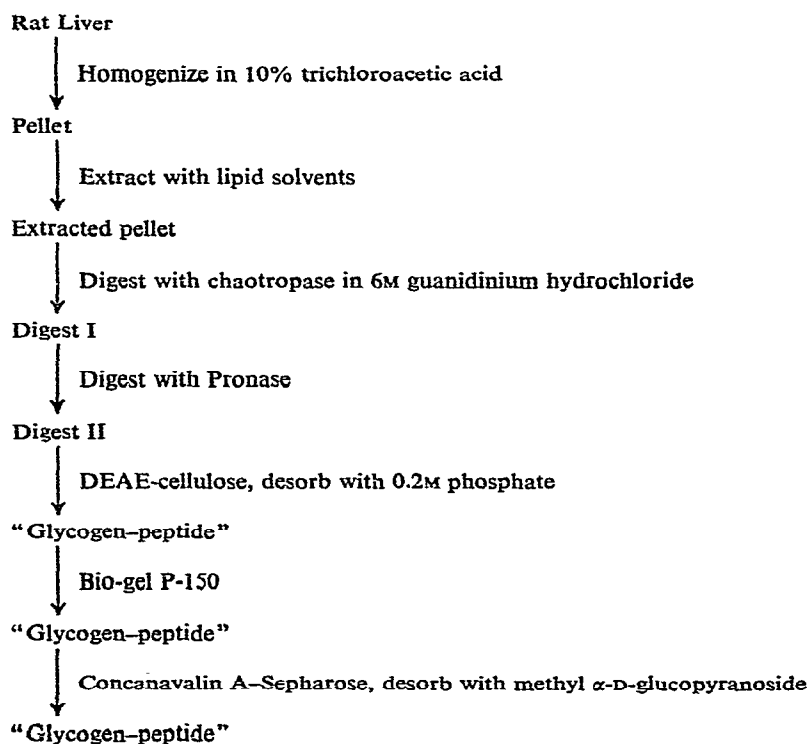 Rat Liver
Homogenize in 10% trichloroacetic acid
Pellet
Extract with lipid solvents
Extracted pellet
Digest with chaotropase in 6M guanidinium hydrochloride
Digest I
Digest with Pronase
Digest II
DEAE-cellulose, desorb with 0.2M phosphate
“Glycogen–peptide”
Bio-gel P-150
“Glycogen–peptide”
Concanavalin A–Sepharose, desorb with methyl α-D-glucopyranoside
“Glycogen–peptide”